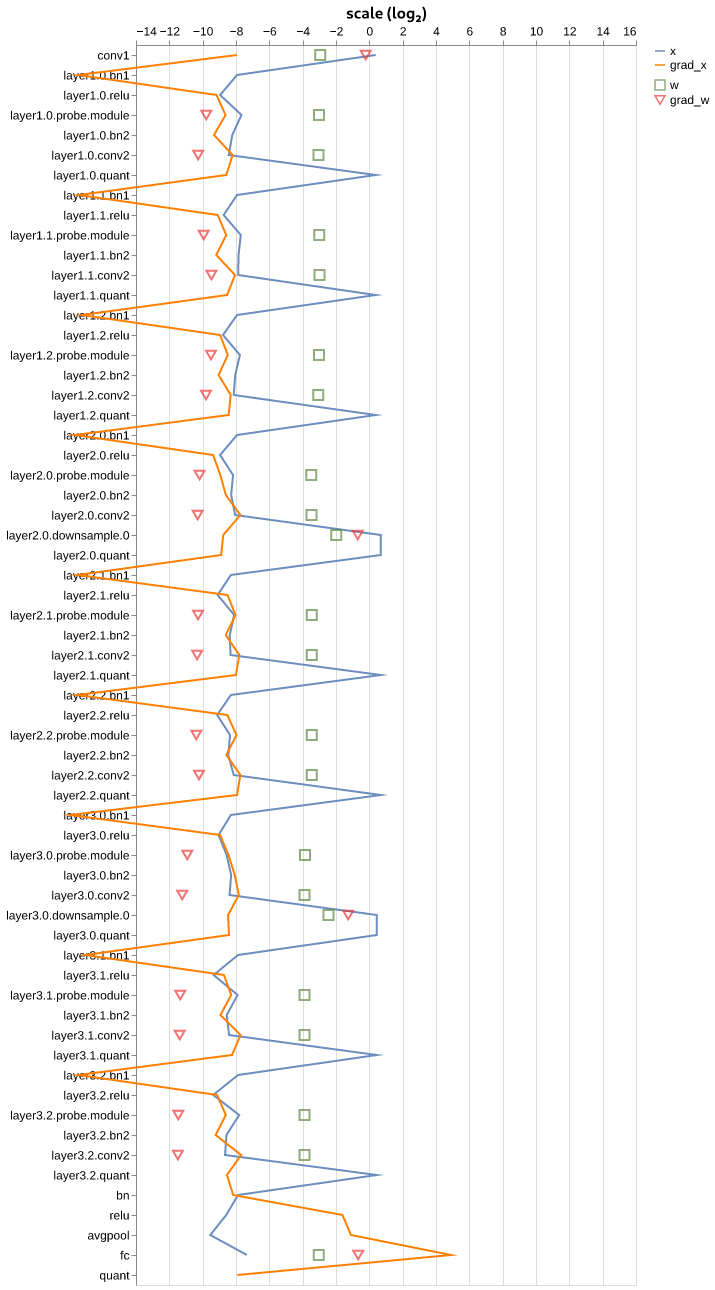 scale (log₂)
−14 −12 −10 −8 −6 −4 −2 0 2 4 6 8 10 12 14 16
x
grad_x
w
grad_w
conv1
layer1.0.bn1
layer1.0.relu
layer1.0.probe.module
layer1.0.bn2
layer1.0.conv2
layer1.0.quant
layer1.1.bn1
layer1.1.relu
layer1.1.probe.module
layer1.1.bn2
layer1.1.conv2
layer1.1.quant
layer1.2.bn1
layer1.2.relu
layer1.2.probe.module
layer1.2.bn2
layer1.2.conv2
layer1.2.quant
layer2.0.bn1
layer2.0.relu
layer2.0.probe.module
layer2.0.bn2
layer2.0.conv2
layer2.0.downsample.0
layer2.0.quant
layer2.1.bn1
layer2.1.relu
layer2.1.probe.module
layer2.1.bn2
layer2.1.conv2
layer2.1.quant
layer2.2.bn1
layer2.2.relu
layer2.2.probe.module
layer2.2.bn2
layer2.2.conv2
layer2.2.quant
layer3.0.bn1
layer3.0.relu
layer3.0.probe.module
layer3.0.bn2
layer3.0.conv2
layer3.0.downsample.0
layer3.0.quant
layer3.1.bn1
layer3.1.relu
layer3.1.probe.module
layer3.1.bn2
layer3.1.conv2
layer3.1.quant
layer3.2.bn1
layer3.2.relu
layer3.2.probe.module
layer3.2.bn2
layer3.2.conv2
layer3.2.quant
bn
relu
avgpool
fc
quant